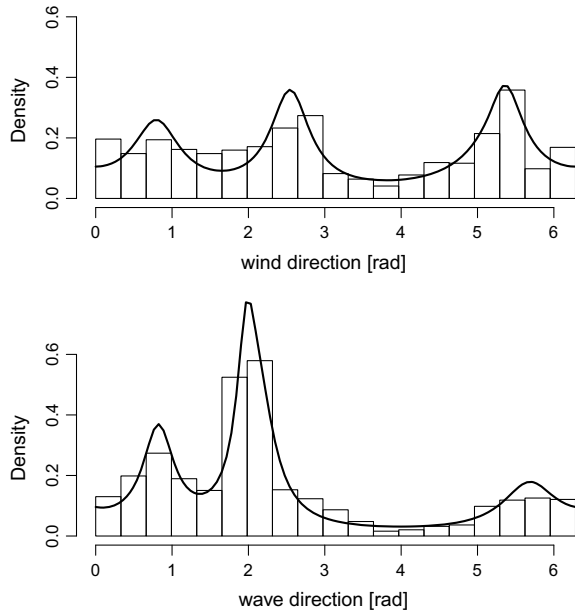 Density
0.0 0.2 0.4 0.6
0 1 2 3 4 5 6
wind direction [rad]
Density
0.0 0.2 0.4 0.6
0 1 2 3 4 5 6
wave direction [rad]